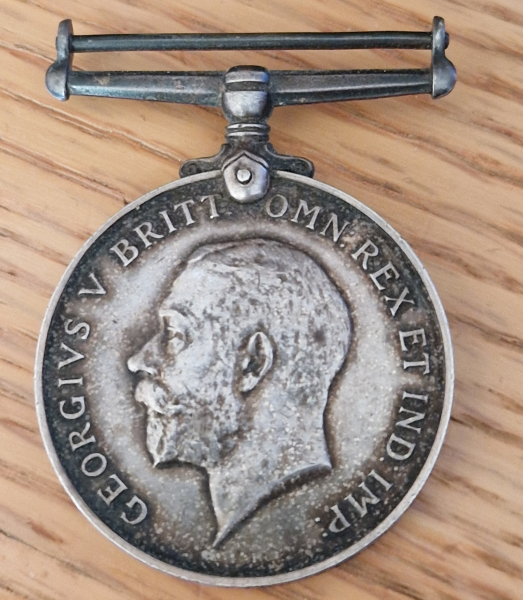 GEORGIVS V BRITT: OMN: REX ET IND: IMP: